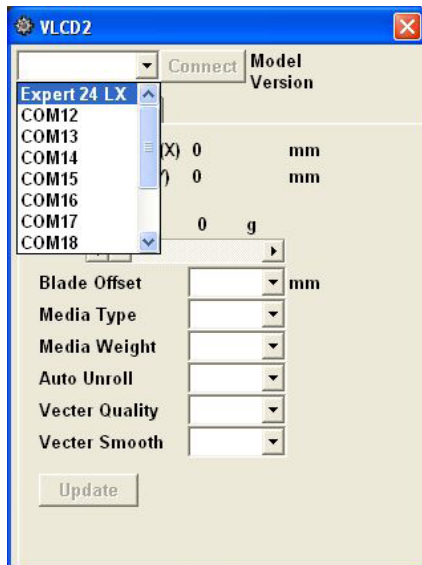 VLCD2
Connect Model
Version
Expert 24 LX
COM12
COM13
COM14 (X) 0 mm
COM15 ) 0 mm
COM16
COM17 0 g
COM18
Blade Offset mm
Media Type
Media Weight
Auto Unroll
Vecter Quality
Vecter Smooth
Update